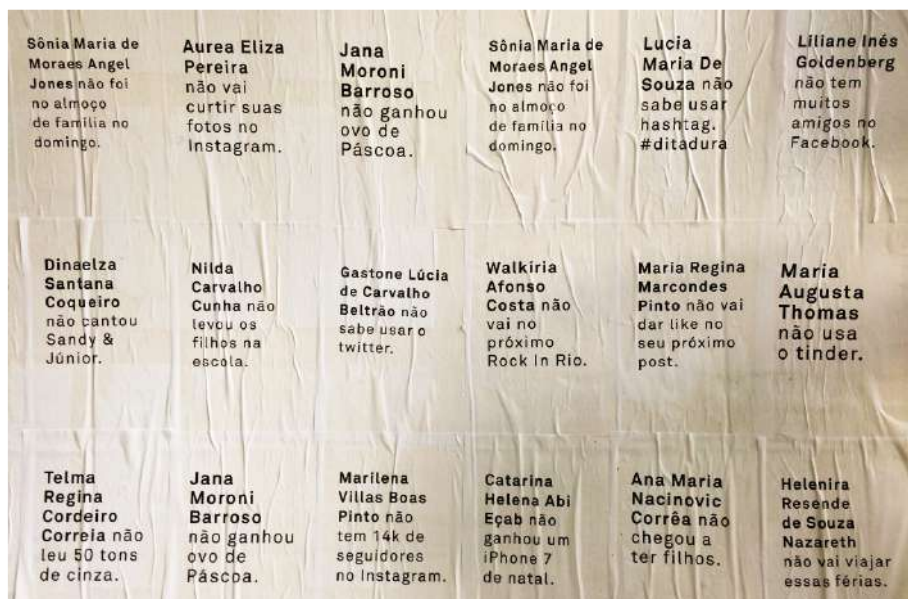 Sônia Maria de
Moraes Angel
Jones não foi
no almoço
de família no
domingo.
Aurea Eliza
Pereira
não vai
curtir suas
fotos no
Instagram.
Jana
Moroni
Barroso
não ganhou
ovo de
Páscoa.
Sônia Maria de
Moraes Angel
Jones não foi
no almoço
de família no
domingo.
Lucia
Maria De
Souza não
sabe usar
hashtag.
#ditadura
Liliane Inés
Goldenberg
não tem
muitos
amigos no
Facebook.
Dinaelza
Santana
Coqueiro
não cantou
Sandy &
Júnior.
Nilda
Carvalho
Cunha não
levou os
filhos na
escola.
Gastone Lúcia
de Carvalho
Beltrão não
sabe usar o
twitter.
Walkíria
Afonso
Costa não
vai no
próximo
Rock In Rio.
Maria Regina
Marcondes
Pinto não vai
dar like no
seu próximo
post.
Maria
Augusta
Thomas
não usa
o tinder.
Telma
Regina
Cordeiro
Correia não
leu 50 tons
de cinza.
Jana
Moroni
Barroso
não ganhou
ovo de
Páscoa.
Marilena
Villas Boas
Pinto não
tem 14k de
seguidores
no Instagram.
Catarina
Helena Abi
Eçab não
ganhou um
iPhone 7
de natal.
Ana Maria
Nacinovic
Corrêa não
chegou a
ter filhos.
Helenira
Resende
de Souza
Nazareth
não vai viajar
essas férias.